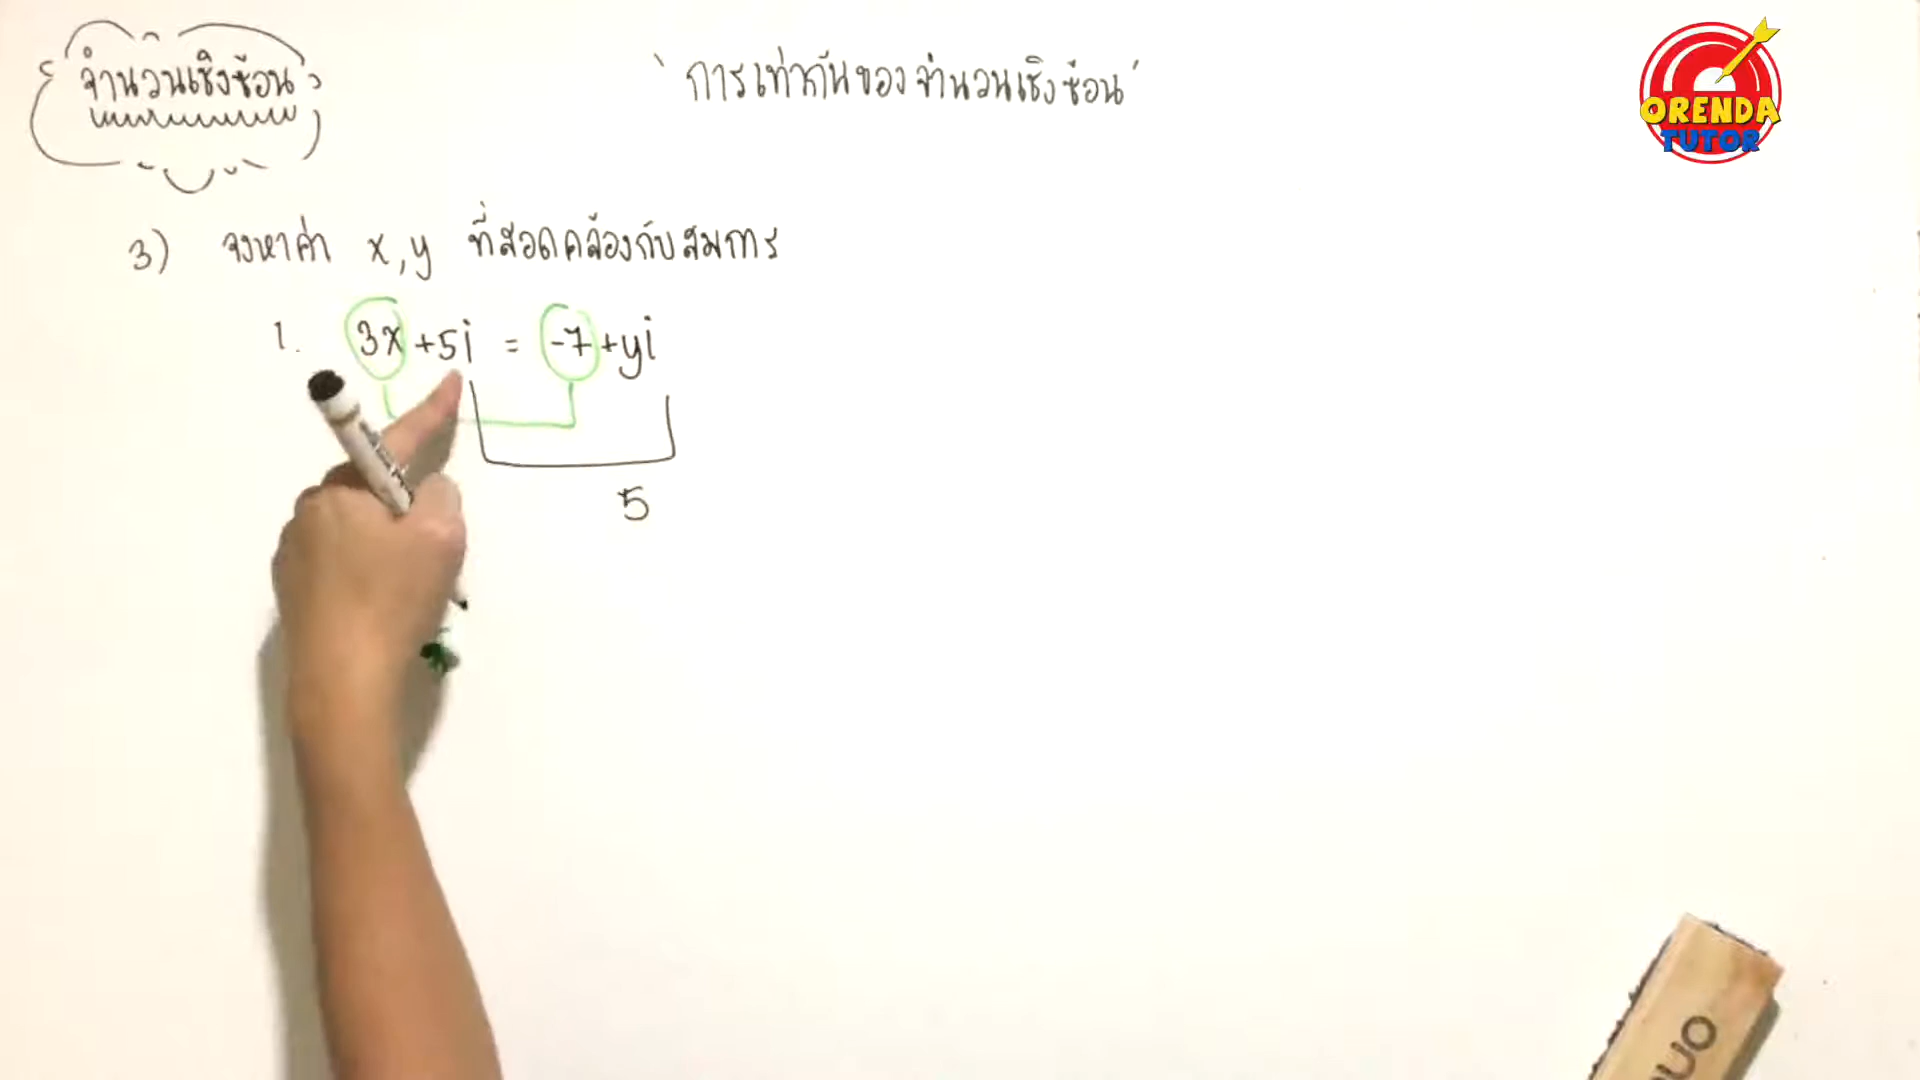 จำนวนเชิงซ้อน
"การเท่ากันของจำนวนเชิงซ้อน"
ORENDA
TUTOR
3) จงหาค่า x, y ที่สอดคล้องกับสมการ
1. 3x +5i = -7 +yi
5
QUO